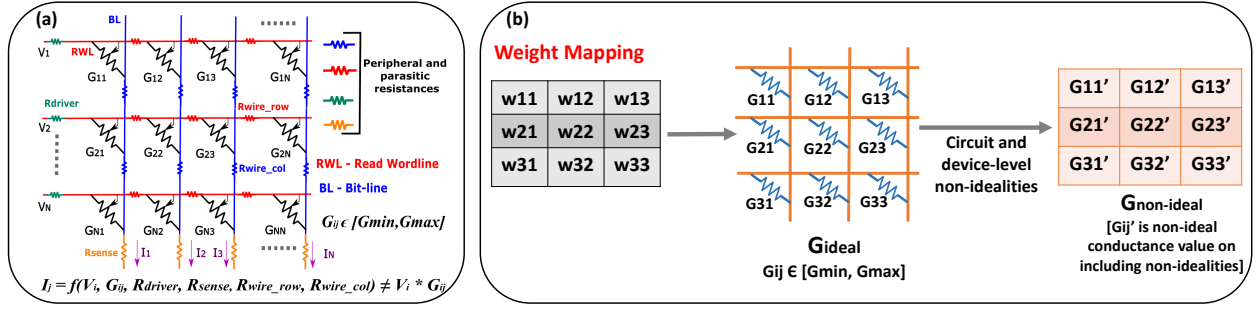 (a)
BL
V1
RWL
G11
G12
G13
G1N
Peripheral and
parasitic
resistances
Rdriver
V2
Rwire_row
G21
G22
G23
G2N
RWL - Read Wordline
Rwire_col
BL - Bit-line
VN
GN1
GN2
GN3
GNN
Gij ϵ [Gmin,Gmax]
Rsense
I1
I2
I3
IN
Ij = f(Vi, Gij, Rdriver, Rsense, Rwire_row, Rwire_col) ≠ Vi * Gij
(b)
Weight Mapping
w11 w12 w13
w21 w22 w23
w31 w32 w33
G11 G12 G13
G21 G22 G23
G31 G32 G33
Gideal
Gij Є [Gmin, Gmax]
Circuit and
device-level
non-idealities
G11’ G12’ G13’
G21’ G22’ G23’
G31’ G32’ G33’
Gnon-ideal
[Gij’ is non-ideal
conductance value on
including non-idealities]